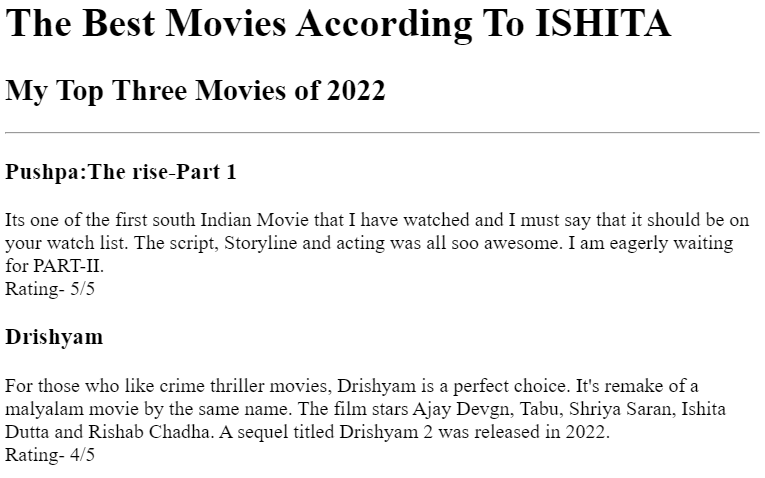 The Best Movies According To ISHITA
My Top Three Movies of 2022
Pushpa:The rise-Part 1
Its one of the first south Indian Movie that I have watched and I must say that it should be on
your watch list. The script, Storyline and acting was all soo awesome. I am eagerly waiting
for PART-II.
Rating- 5/5
Drishyam
For those who like crime thriller movies, Drishyam is a perfect choice. It's remake of a
malyalam movie by the same name. The film stars Ajay Devgn, Tabu, Shriya Saran, Ishita
Dutta and Rishab Chadha. A sequel titled Drishyam 2 was released in 2022.
Rating- 4/5